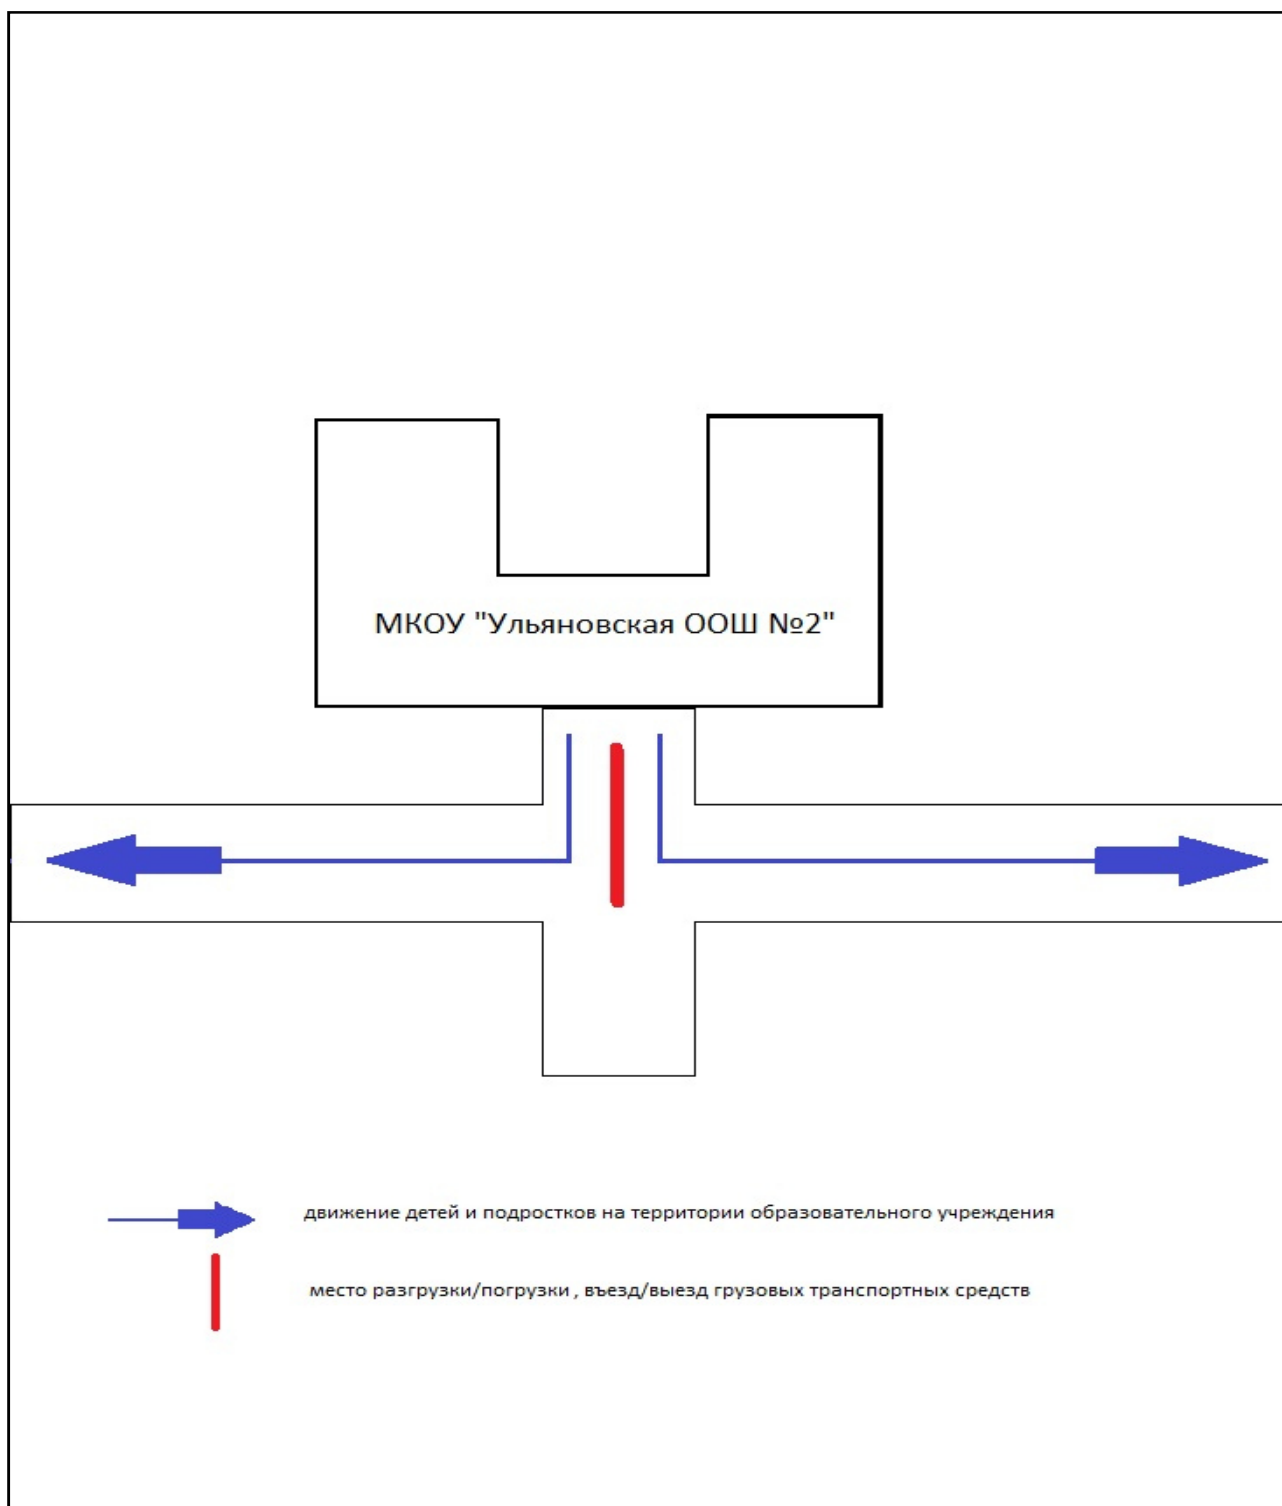 МКОУ "Ульяновская ООШ №2"
движение детей и подростков на территории образовательного учреждения
место разгрузки/погрузки , въезд/выезд грузовых транспортных средств